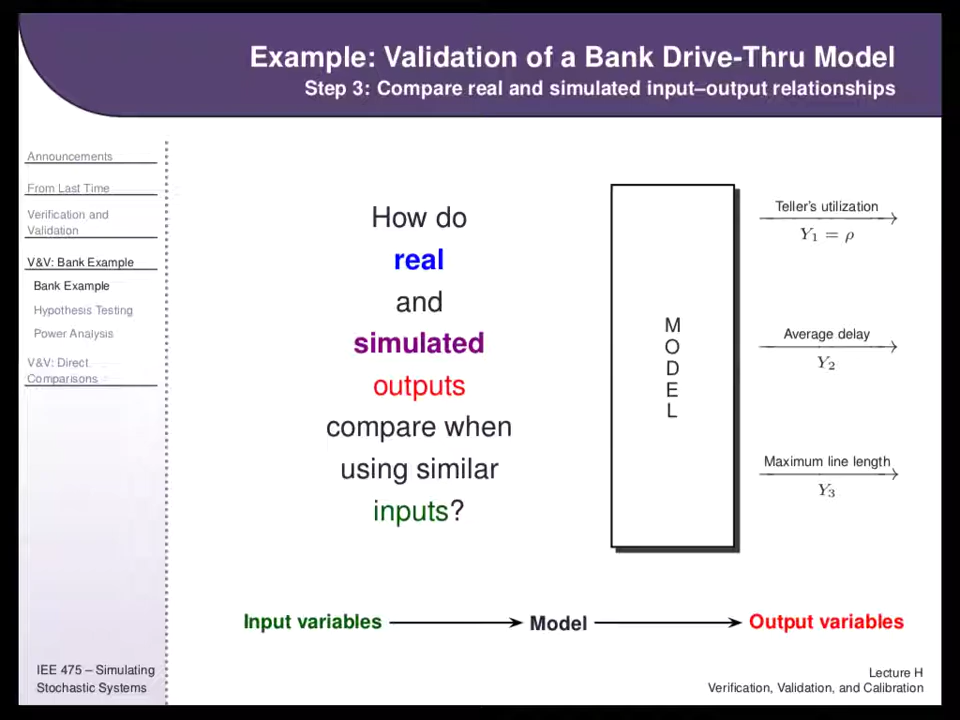 Example: Validation of a Bank Drive-Thru Model
Step 3: Compare real and simulated input–output relationships
Announcements
From Last Time
Verification and
Validation
V&V: Bank Example
Bank Example
Hypothesis Testing
Power Analysis
V&V: Direct
Comparisons
How do
real
and
simulated
outputs
compare when
using similar
inputs?
M
O
D
E
L
Teller's utilization
Y₁ = ρ
Average delay
Y₂
Maximum line length
Y₃
Input variables
Model
Output variables
IEE 475 – Simulating
Stochastic Systems
Lecture H
Verification, Validation, and Calibration